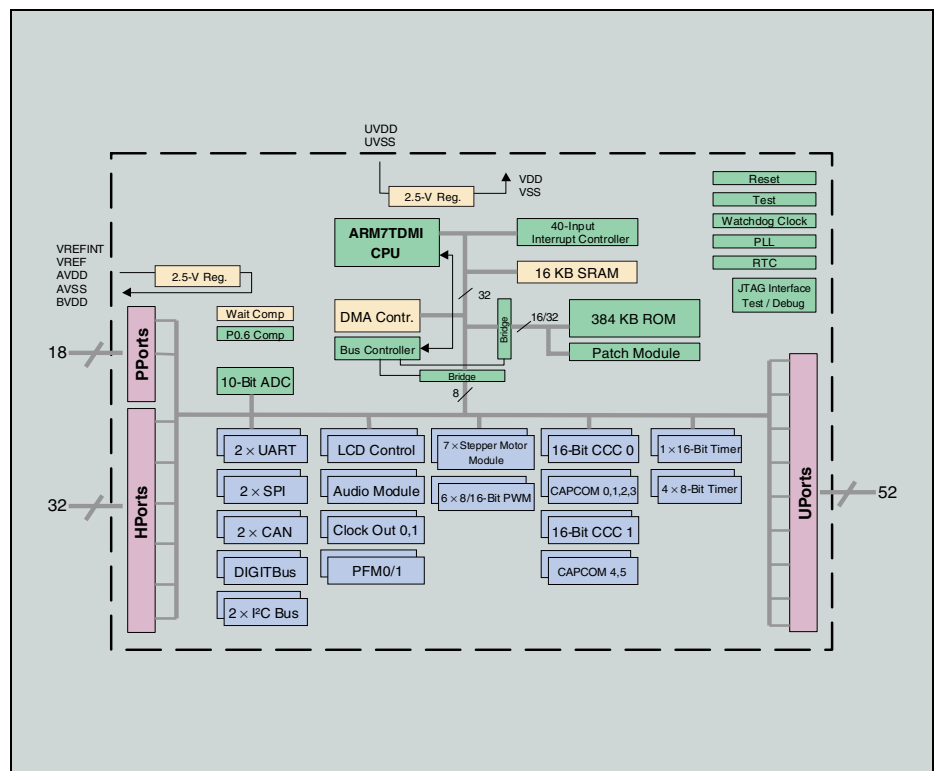 UVDD
UVSS
2.5-V Reg.
VDD
VSS
Reset
Test
Watchdog Clock
PLL
RTC
JTAG Interface
Test / Debug
ARM7TDMI
CPU
40-Input
Interrupt Controller
16 KB SRAM
VREFINT
VREF
AVDD
AVSS
BVDD
2.5-V Reg.
32
Wait Comp
P0.6 Comp
DMA Contr.
Bus Controller
Bridge
16/32
384 KB ROM
Patch Module
Bridge
8
10-Bit ADC
PPorts
18
HPorts
32
UPorts
52
2 × UART
LCD Control
7 × Stepper Motor
Module
16-Bit CCC 0
1 × 16-Bit Timer
2 × SPI
Audio Module
6 × 8/16-Bit PWM
CAPCOM 0,1,2,3
4 × 8-Bit Timer
2 × CAN
Clock Out 0,1
16-Bit CCC 1
DIGITBus
PFM0/1
CAPCOM 4,5
2 × I²C Bus